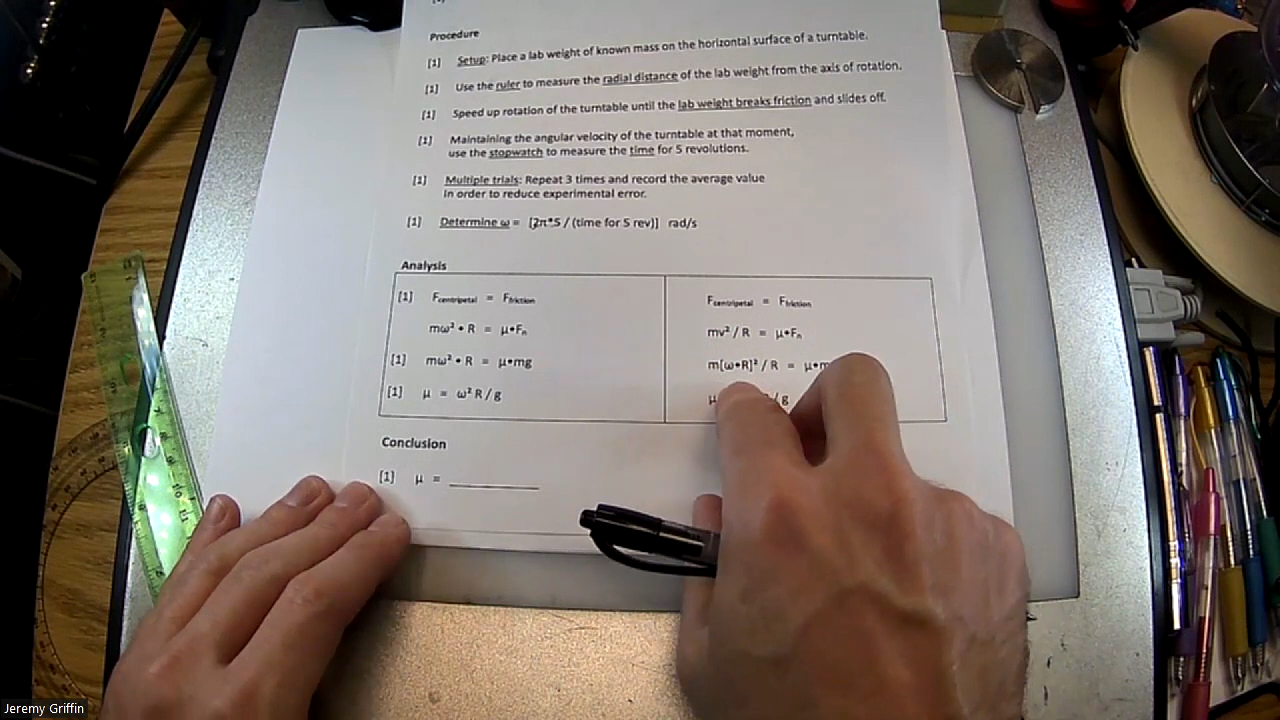 Procedure
[1] Setup: Place a lab weight of known mass on the horizontal surface of a turntable.
[1] Use the ruler to measure the radial distance of the lab weight from the axis of rotation.
[1] Speed up rotation of the turntable until the lab weight breaks friction and slides off.
[1] Maintaining the angular velocity of the turntable at that moment,
use the stopwatch to measure the time for 5 revolutions.
[1] Multiple trials: Repeat 3 times and record the average value
in order to reduce experimental error.
[1] Determine ω = [2π*5 / (time for 5 rev)] rad/s
Analysis
[1] Fcentripetal = Ffriction
mω² • R = μ•Fn
[1] mω² • R = μ•mg
[1] μ = ω² R / g
Fcentripetal = Ffriction
mv² / R = μ•Fn
m[ω•R]² / R = μ•m
μ / g
Conclusion
[1] μ = ________
Jeremy Griffin